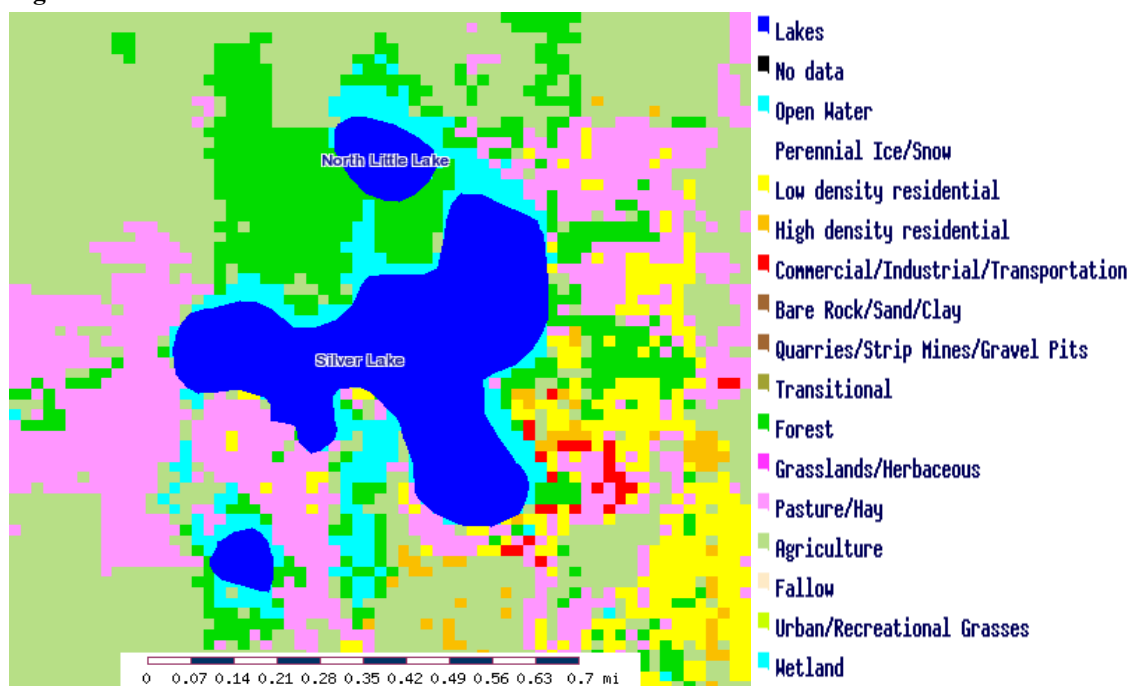 North Little Lake
Silver Lake
0 0.07 0.14 0.21 0.28 0.35 0.42 0.49 0.56 0.63 0.7 mi
Lakes
No data
Open Water
Perennial Ice/Snow
Low density residential
High density residential
Commercial/Industrial/Transportation
Bare Rock/Sand/Clay
Quarries/Strip Mines/Gravel Pits
Transitional
Forest
Grasslands/Herbaceous
Pasture/Hay
Agriculture
Fallow
Urban/Recreational Grasses
Wetland